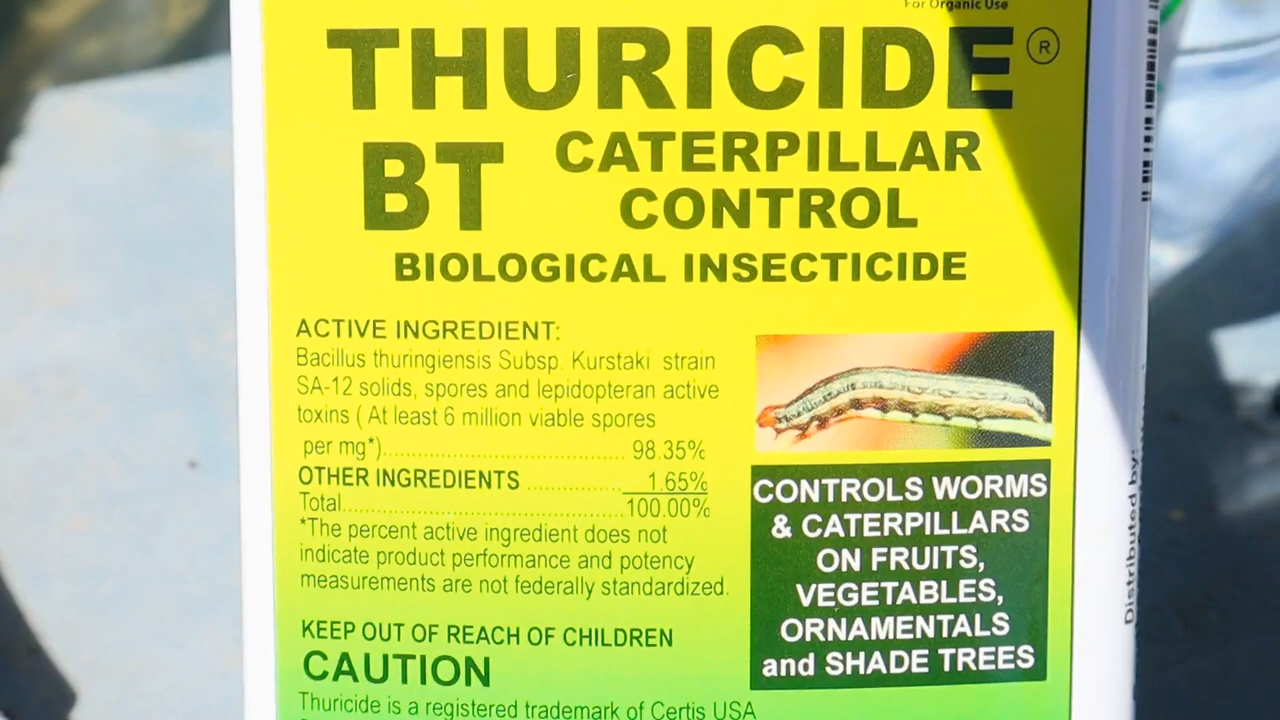 For Organic Use
THURICIDE®
BT CATERPILLAR
CONTROL
BIOLOGICAL INSECTICIDE
ACTIVE INGREDIENT:
Bacillus thuringiensis Subsp. Kurstaki strain
SA-12 solids, spores and lepidopteran active
toxins ( At least 6 million viable spores
per mg*)............................................ 98.35%
OTHER INGREDIENTS ................. 1.65%
Total...................................................100.00%
*The percent active ingredient does not
indicate product performance and potency
measurements are not federally standardized.
KEEP OUT OF REACH OF CHILDREN
CAUTION
Thuricide is a registered trademark of Certis USA
CONTROLS WORMS
& CATERPILLARS
ON FRUITS,
VEGETABLES,
ORNAMENTALS
and SHADE TREES
Distributed by: